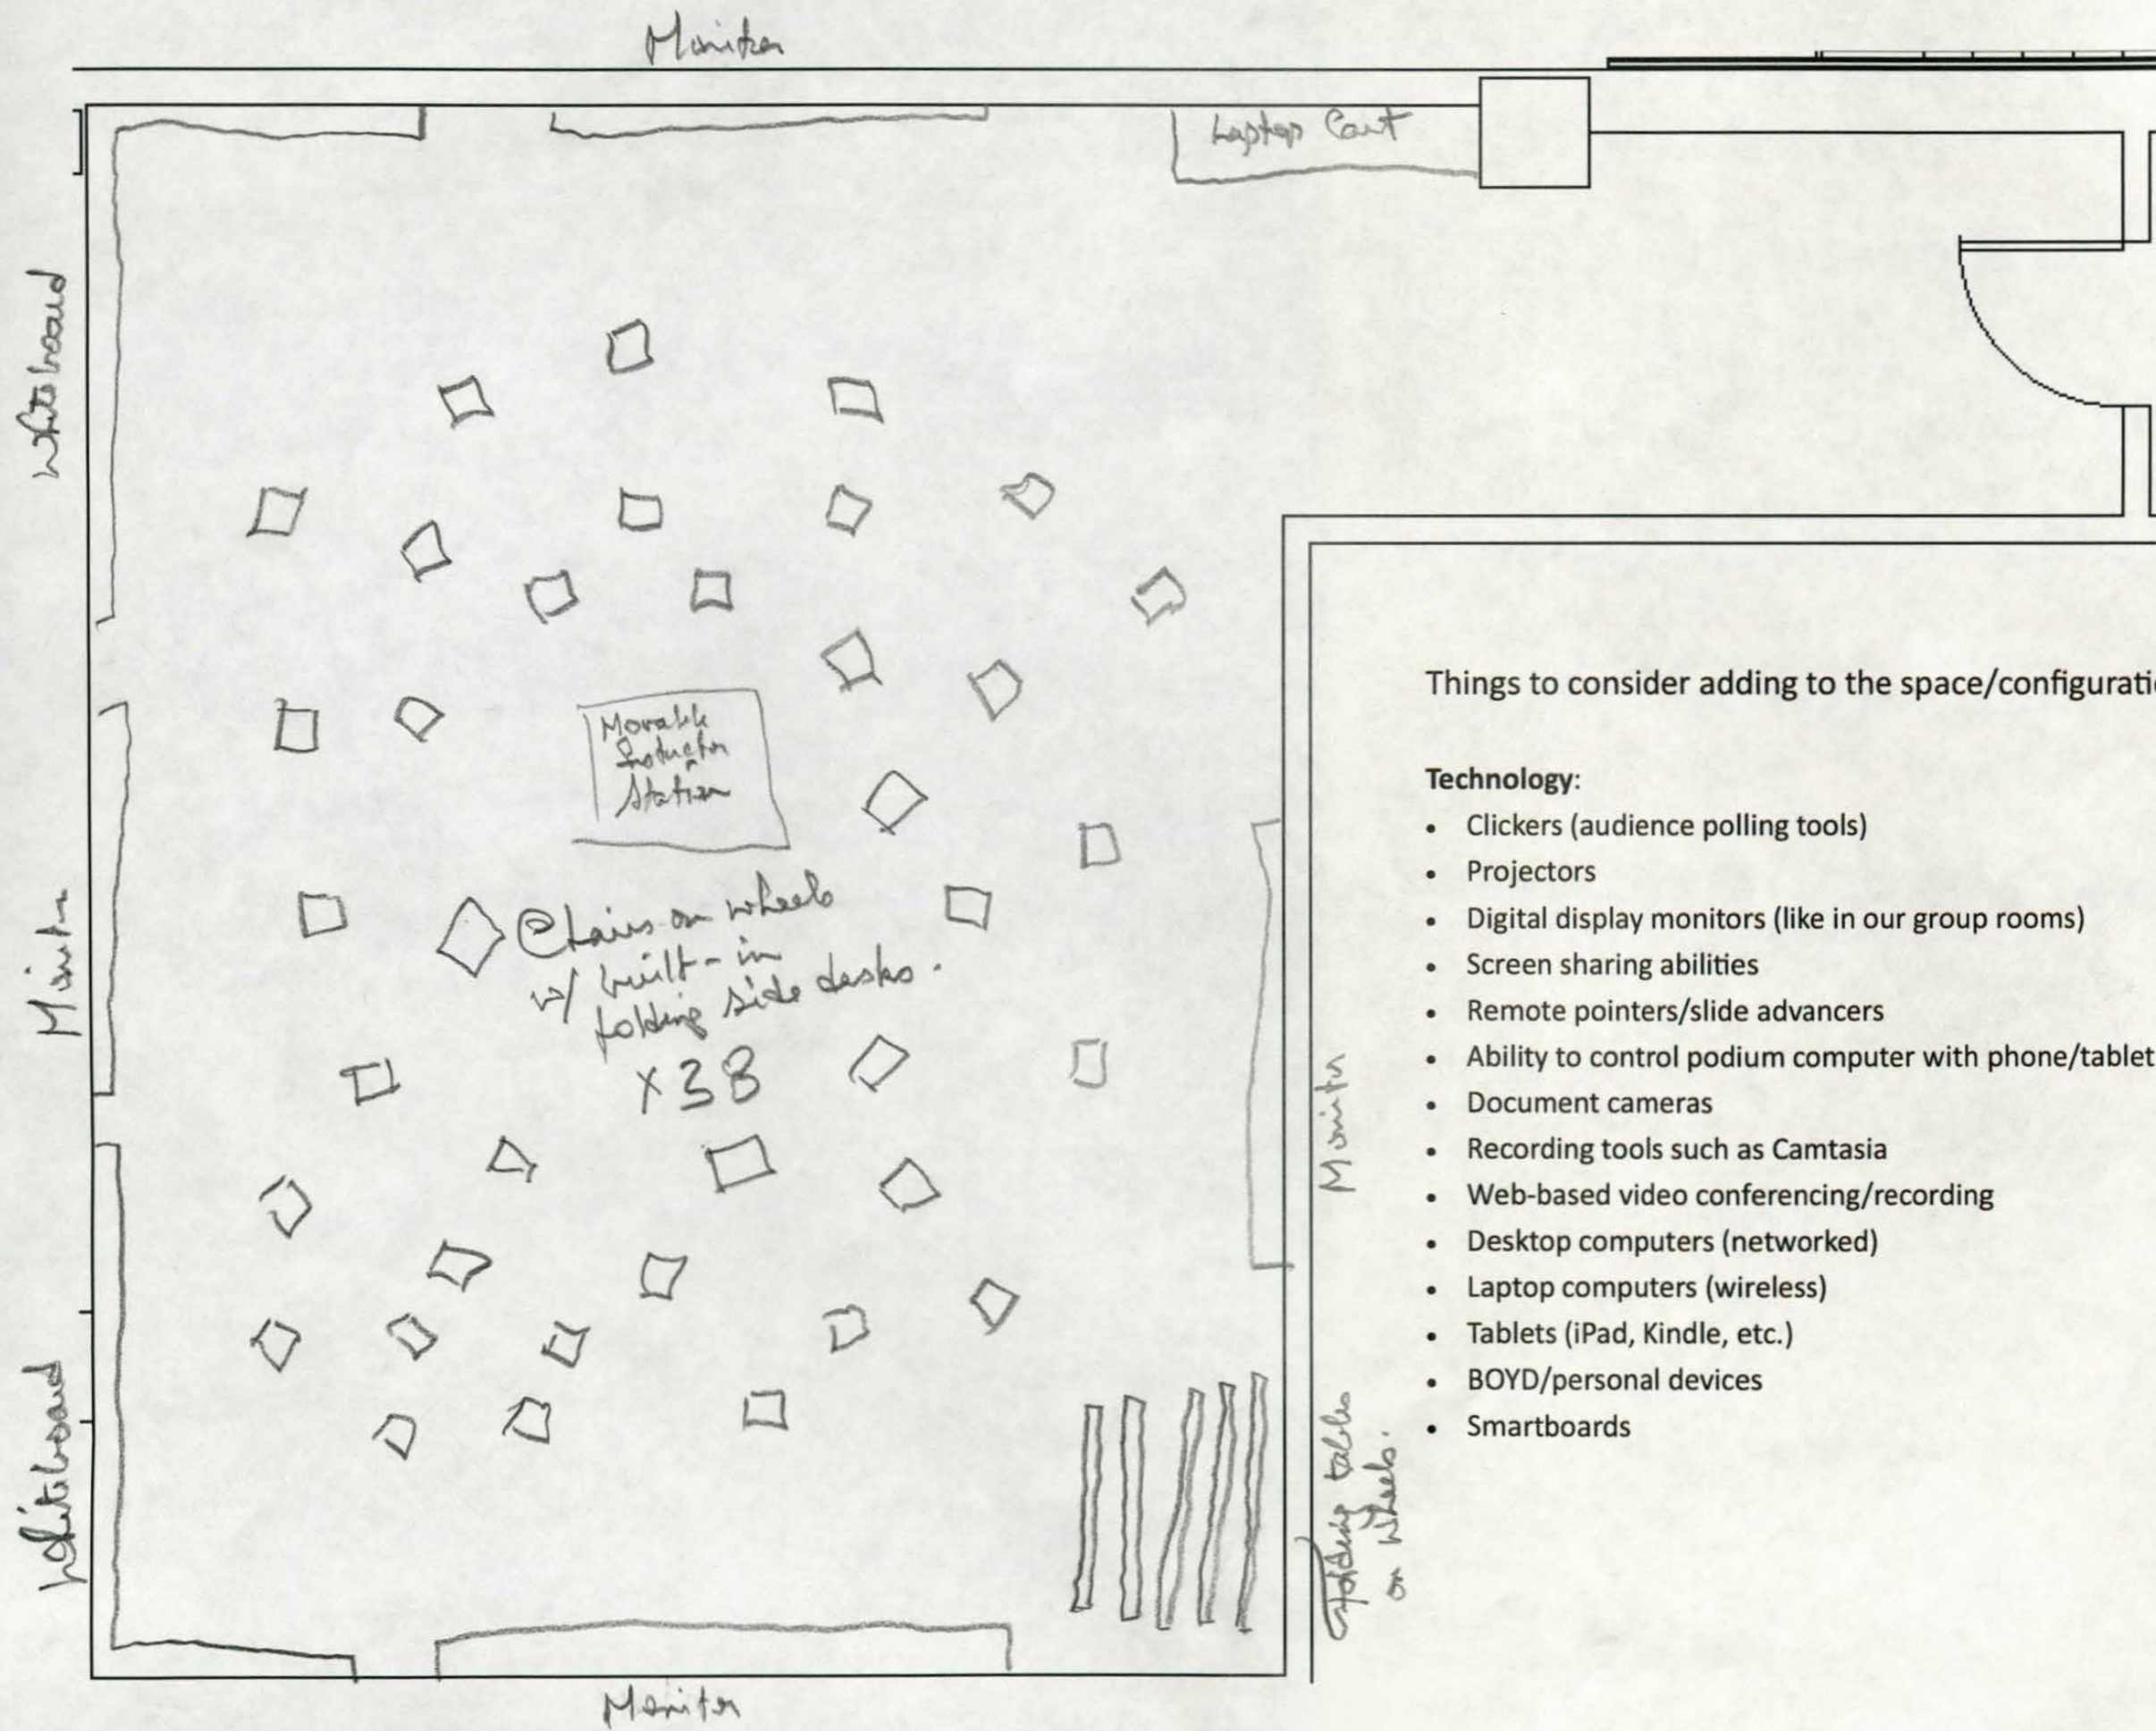 Monitor
Laptop Cart
Whiteboard
Movable
Instructor
Station
Chairs on wheels
w/ built-in
folding side desks.
x38
Monitor
Whiteboard
Monitor
Monitor
Folding tables
on wheels.
Things to consider adding to the space/configurati
Technology:
• Clickers (audience polling tools)
• Projectors
• Digital display monitors (like in our group rooms)
• Screen sharing abilities
• Remote pointers/slide advancers
• Ability to control podium computer with phone/tablet
• Document cameras
• Recording tools such as Camtasia
• Web-based video conferencing/recording
• Desktop computers (networked)
• Laptop computers (wireless)
• Tablets (iPad, Kindle, etc.)
• BOYD/personal devices
• Smartboards